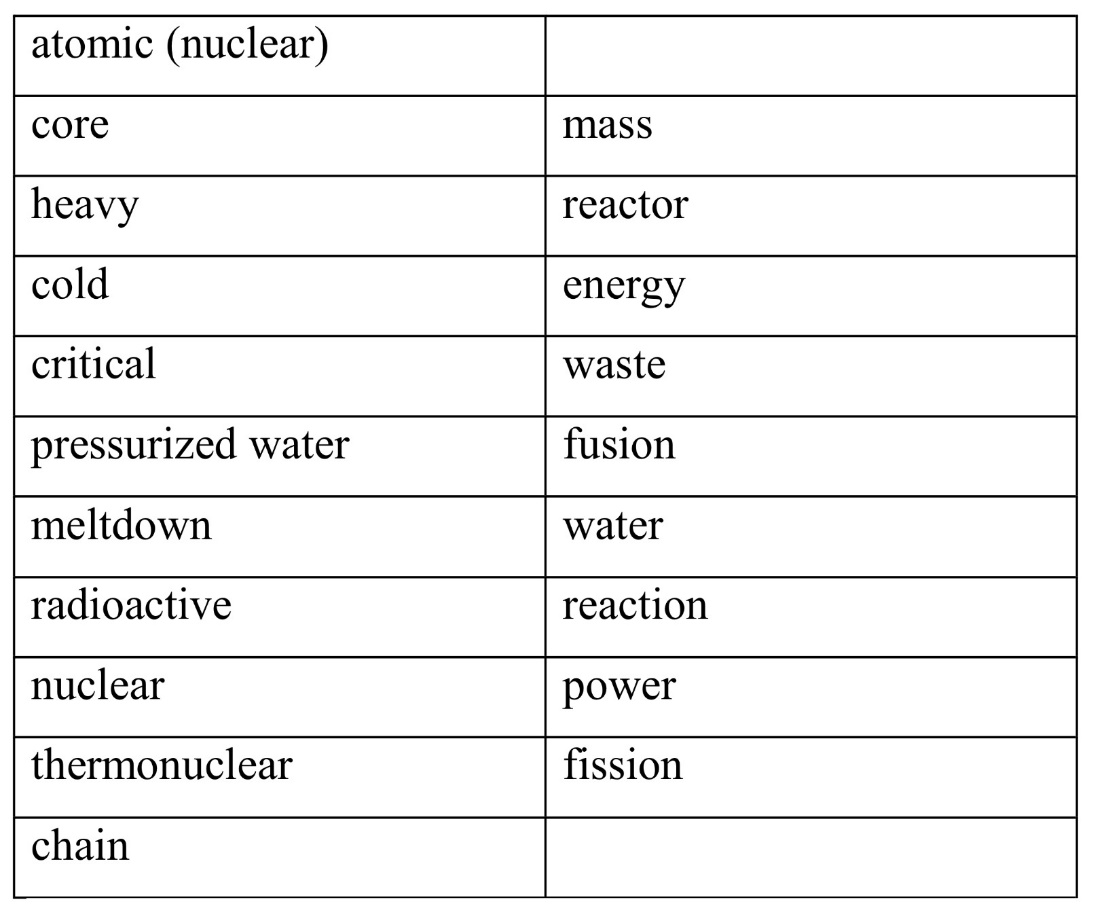 atomic (nuclear)
core mass
heavy reactor
cold energy
critical waste
pressurized water fusion
meltdown water
radioactive reaction
nuclear power
thermonuclear fission
chain